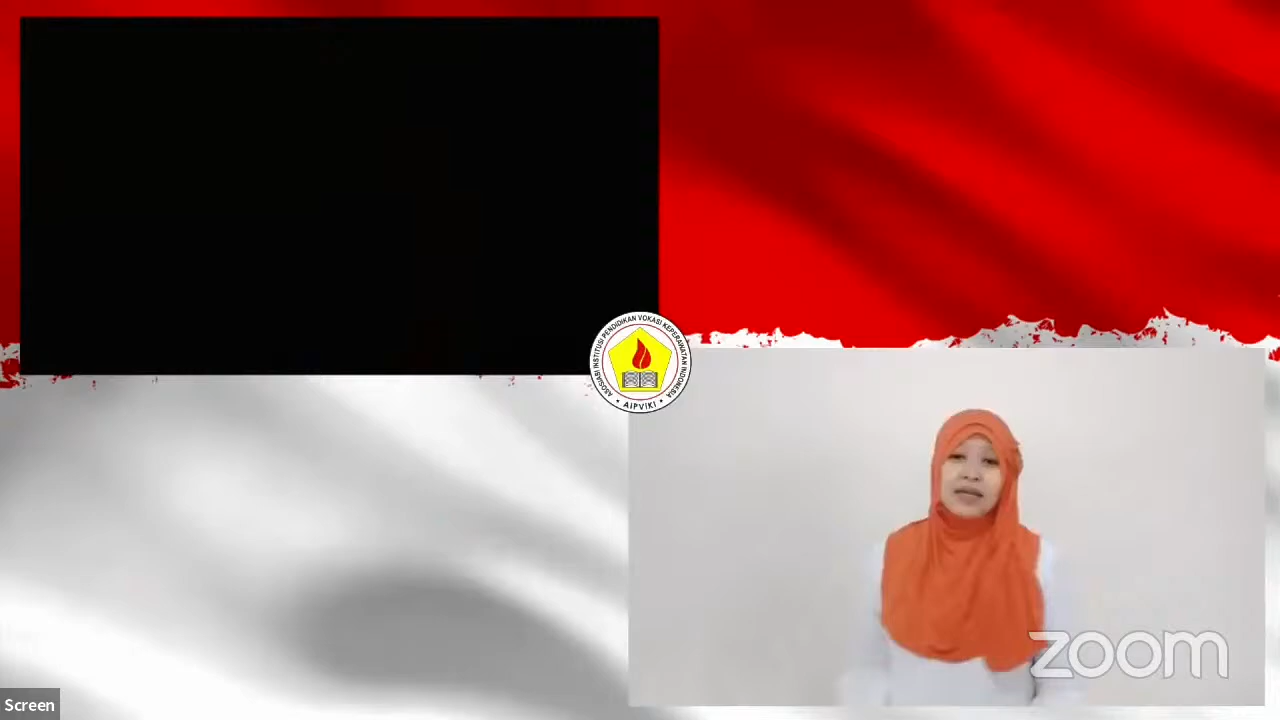 ASOSIASI INSTITUSI PENDIDIKAN VOKASI KEPERAWATAN INDONESIA
• AIPViKI •
zoom
Screen